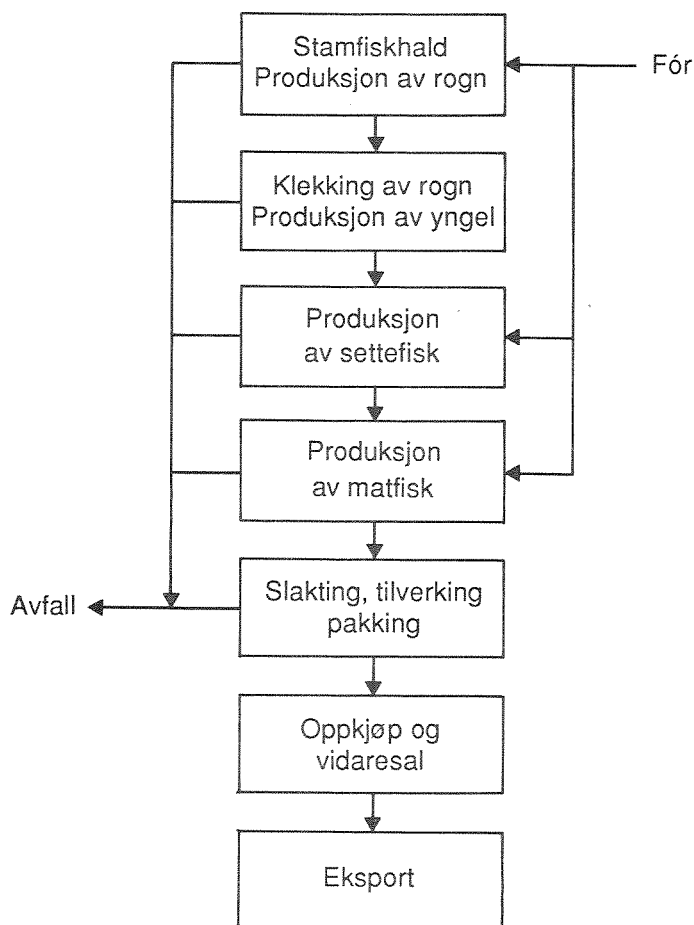 Stamfiskhald
Produksjon av rogn
Fór
Klekking av rogn
Produksjon av yngel
Produksjon
av settefisk
Produksjon
av matfisk
Slakting, tilverking
pakking
Avfall
Oppkjøp og
vidaresal
Eksport